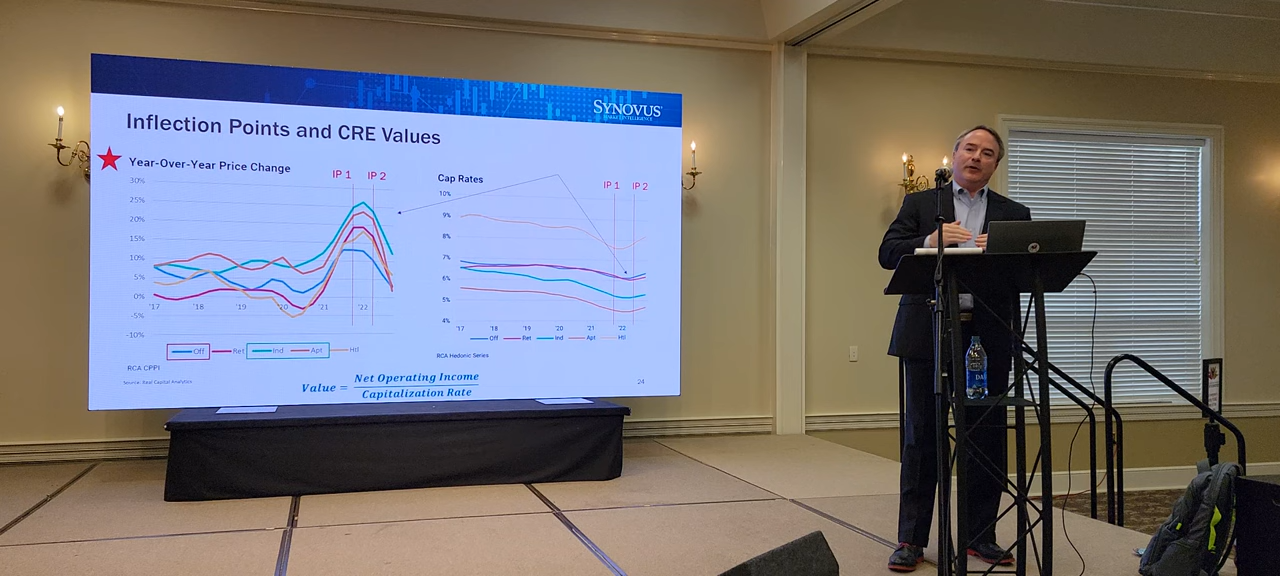 SYNOVUS
MARKET INTELLIGENCE
Inflection Points and CRE Values
Year-Over-Year Price Change
IP 1 IP 2
30%
25%
20%
15%
10%
5%
0%
-5%
-10%
'17 '18 '19 '20 '21 '22
Off Ret Ind Apt Htl
RCA CPPI
Source: Real Capital Analytics
Cap Rates
IP 1 IP 2
10%
9%
8%
7%
6%
5%
4%
'17 '18 '19 '20 '21 '22
Off Ret Ind Apt Htl
RCA Hedonic Series
Value = Net Operating Income
Capitalization Rate
24